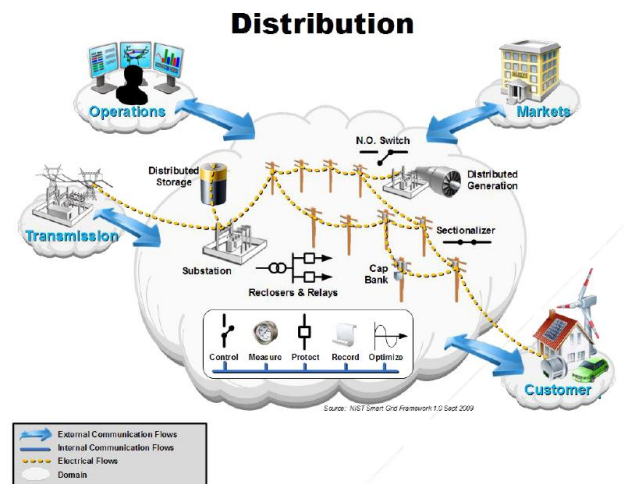 Distribution
Operations
Markets
N.O. Switch
Distributed
Storage
Distributed
Generation
Transmission
Sectionalizer
Substation
Cap
Bank
Reclosers & Relays
Control Measure Protect Record Optimize
Customer
Source: NIST Smart Grid Framework 1.0 Sept 2009
External Communication Flows
Internal Communication Flows
Electrical Flows
Domain